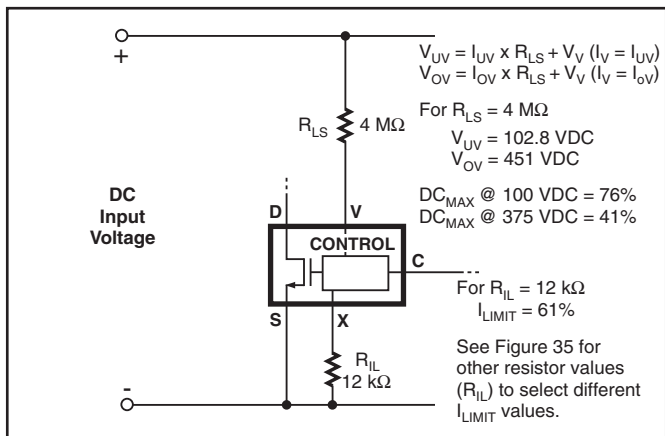 +
V_UV = I_UV x R_LS + V_V (I_V = I_UV)
V_OV = I_OV x R_LS + V_V (I_V = I_oV)
R_LS 4 MΩ
For R_LS = 4 MΩ
V_UV = 102.8 VDC
V_OV = 451 VDC
DC_MAX @ 100 VDC = 76%
DC_MAX @ 375 VDC = 41%
DC
Input
Voltage
D V
CONTROL
C
S X
For R_IL = 12 kΩ
I_LIMIT = 61%
R_IL
12 kΩ
See Figure 35 for
other resistor values
(R_IL) to select different
I_LIMIT values.
-